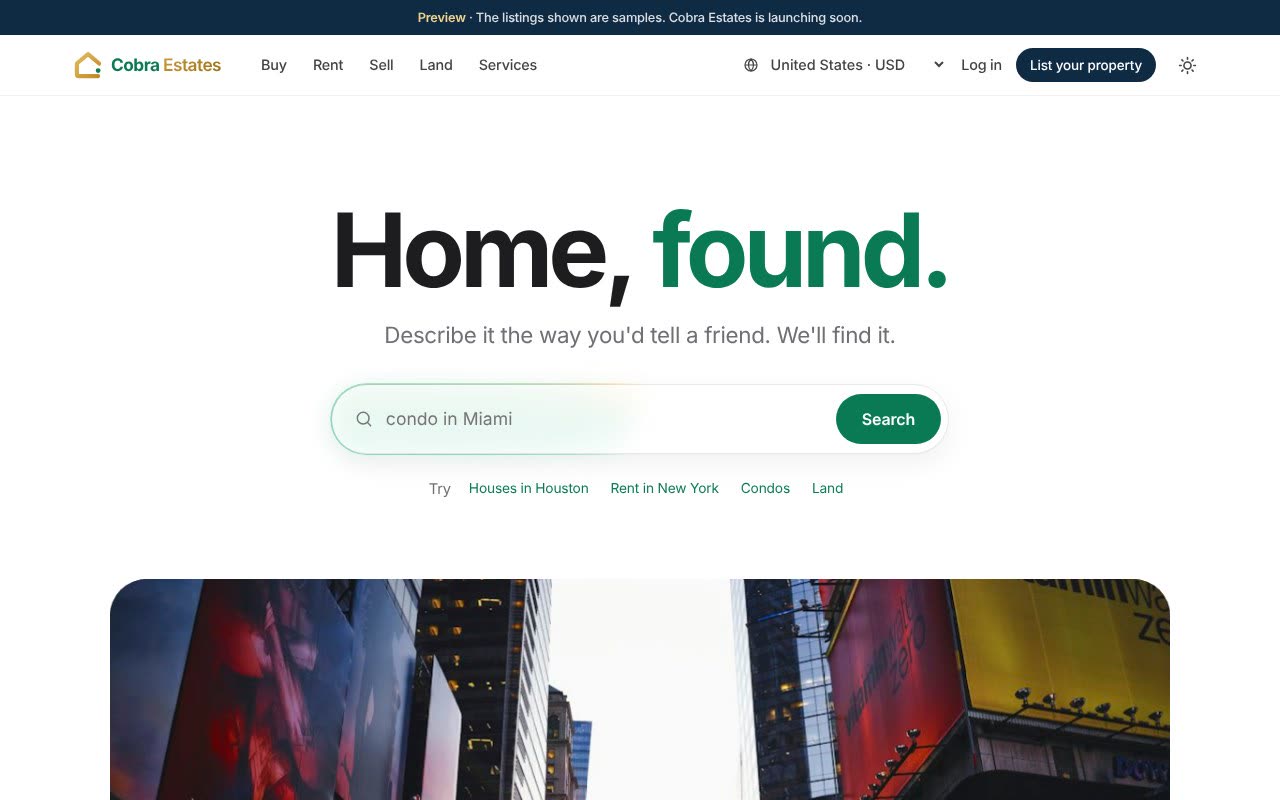 Preview · The listings shown are samples. Cobra Estates is launching soon.
Cobra Estates
Buy
Rent
Sell
Land
Services
United States · USD
Log in
List your property
Home, found.
Describe it the way you'd tell a friend. We'll find it.
condo in Miami
Search
Try
Houses in Houston
Rent in New York
Condos
Land